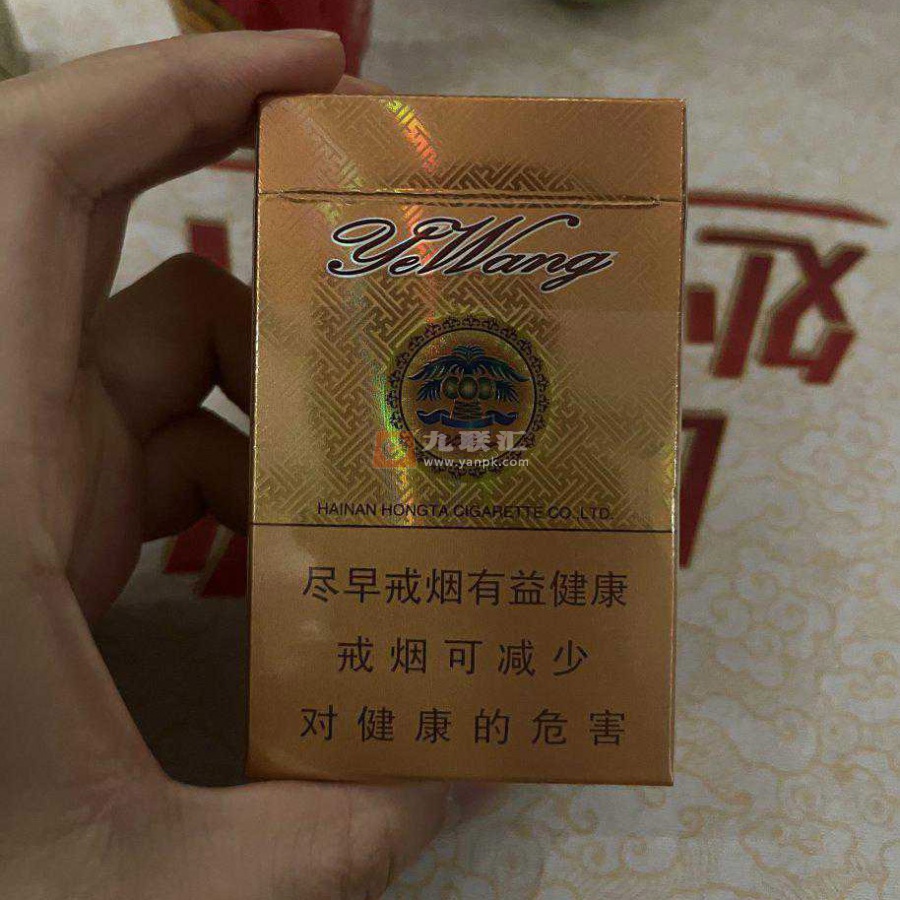 YeWang
九联汇
www.yanpk.com
HAINAN HONGTA CIGARETTE CO.,LTD.
尽早戒烟有益健康
戒烟可减少
对健康的危害